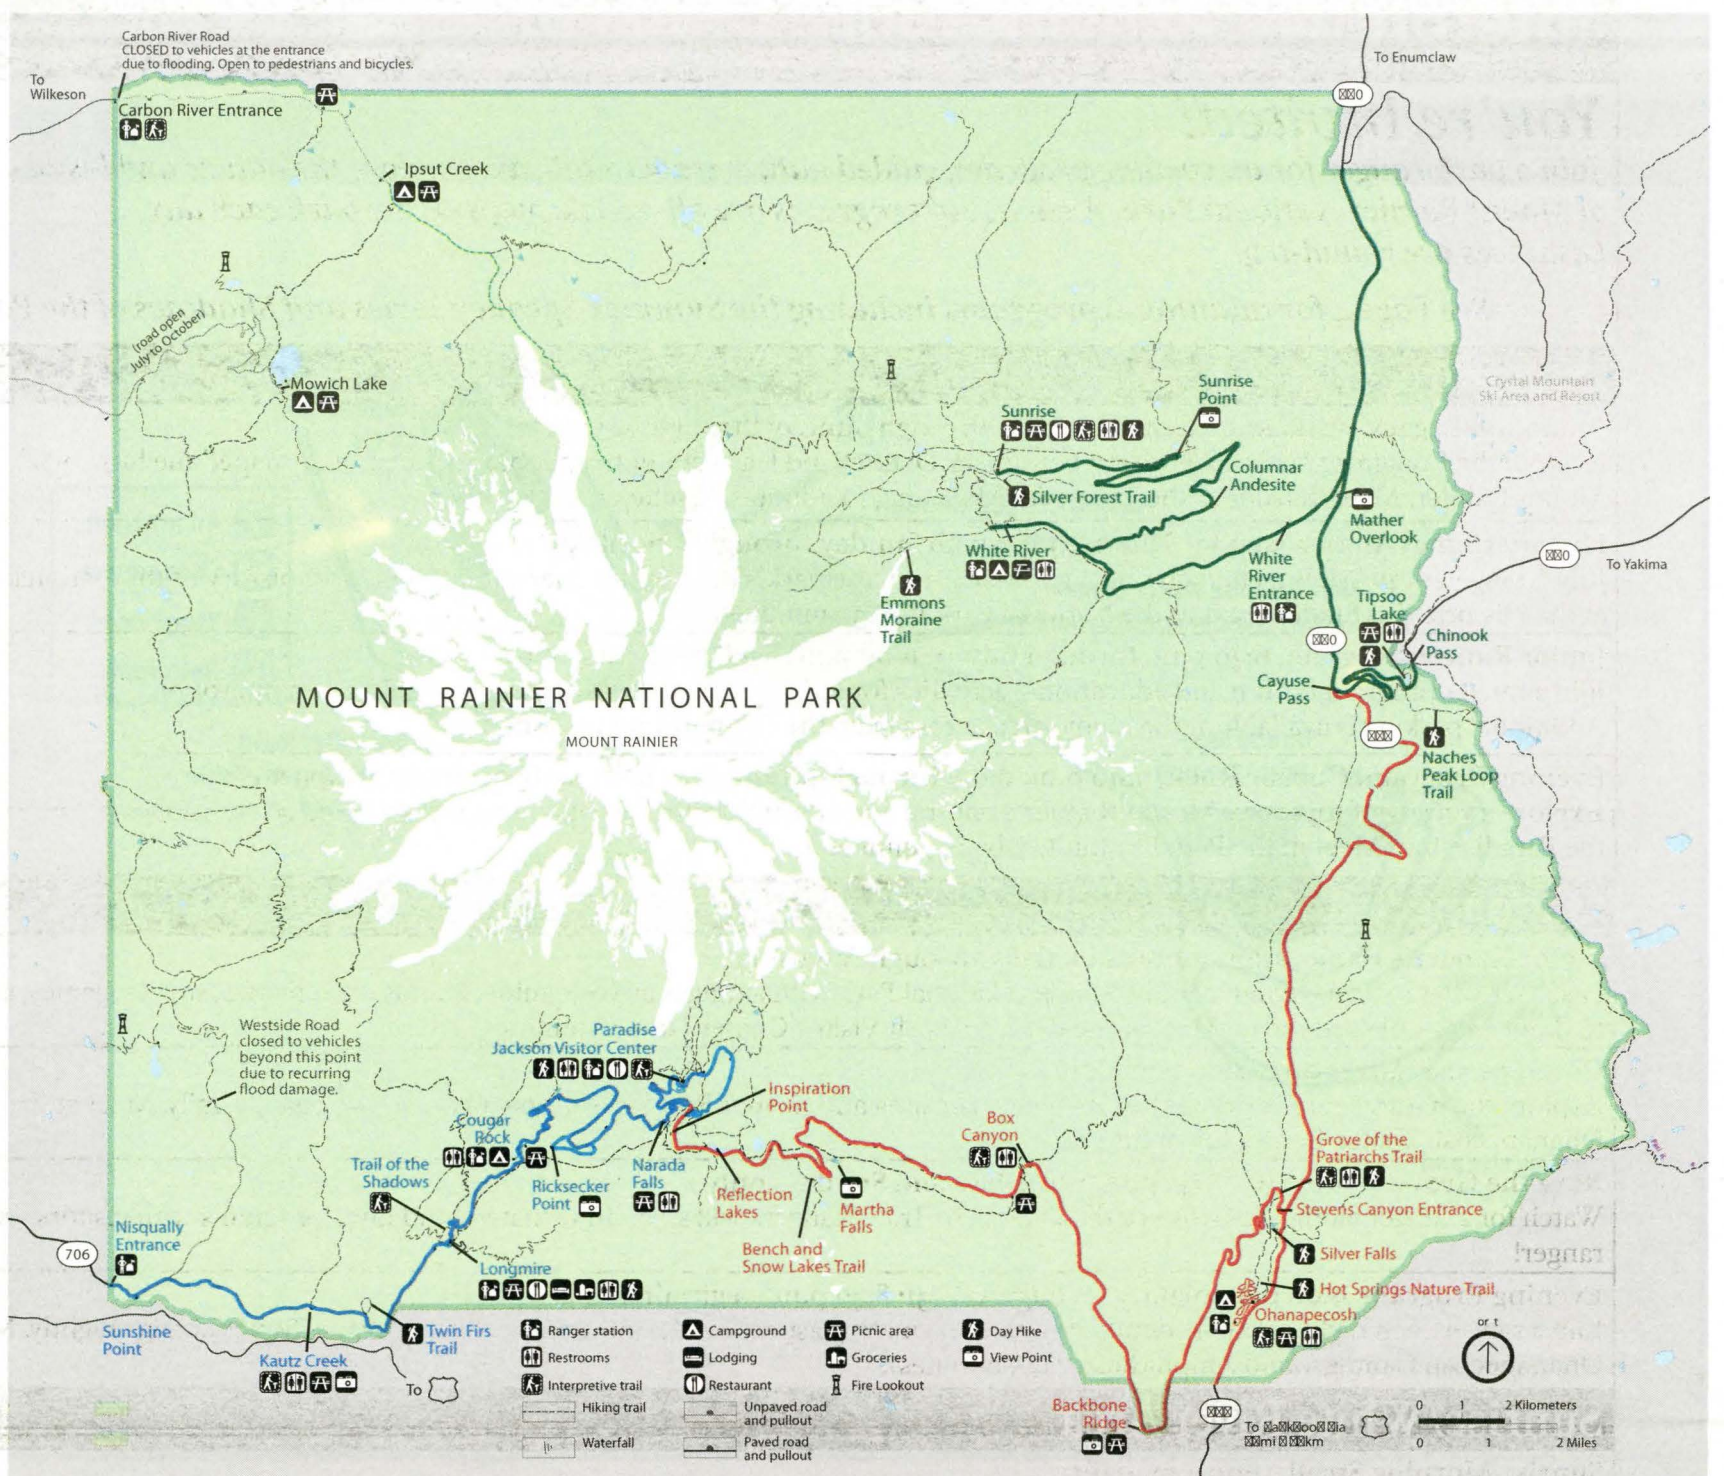 Carbon River Road
CLOSED to vehicles at the entrance
due to flooding. Open to pedestrians and bicycles.
To
Wilkeson
Carbon River Entrance
To Enumclaw
Ipsut Creek
(road open
July to October)
Mowich Lake
Crystal Mountain
Ski Area and Resort
Sunrise
Point
Sunrise
Columnar
Andesite
Silver Forest Trail
Mather
Overlook
White River
White
River
Entrance
To Yakima
Emmons
Moraine
Trail
Tipsoo
Lake
Chinook
Pass
Cayuse
Pass
MOUNT RAINIER NATIONAL PARK
MOUNT RAINIER
Naches
Peak Loop
Trail
Westside Road
closed to vehicles
beyond this point
due to recurring
flood damage.
Paradise
Jackson Visitor Center
Inspiration
Point
Cougar
Rock
Box
Canyon
Grove of the
Patriarchs Trail
Trail of the
Shadows
Ricksecker
Point
Narada
Falls
Reflection
Lakes
Martha
Falls
Stevens Canyon Entrance
Nisqually
Entrance
706
Bench and
Snow Lakes Trail
Silver Falls
Longmire
Hot Springs Nature Trail
Ohanapecosh
Sunshine
Point
Twin Firs
Trail
Kautz Creek
To
Ranger station
Campground
Picnic area
Day Hike
Restrooms
Lodging
Groceries
View Point
Interpretive trail
Restaurant
Fire Lookout
Hiking trail
Unpaved road
and pullout
Waterfall
Paved road
and pullout
Backbone
Ridge
or t
0 1 2 Kilometers
0 1 2 Miles